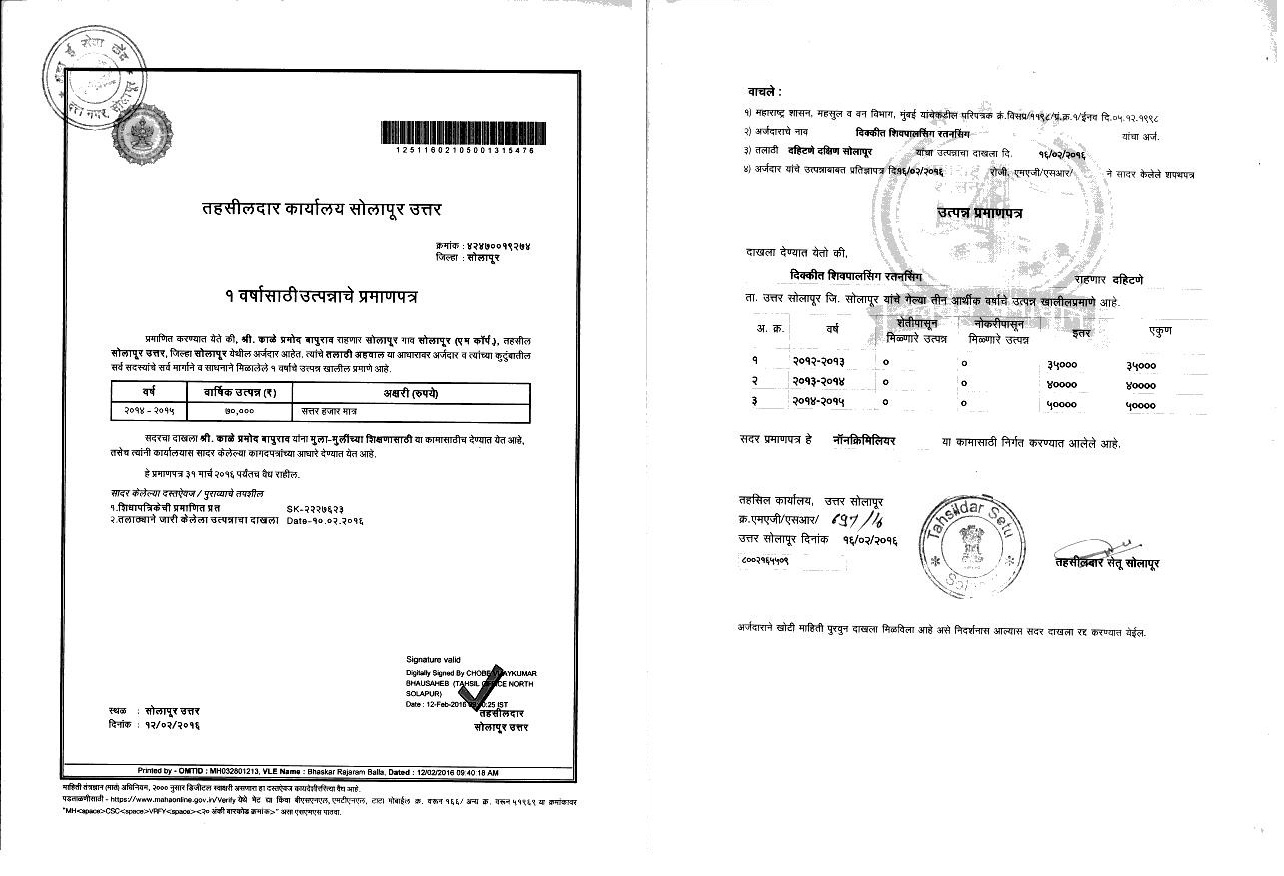 महा ई सेवा केंद्र
दत्त नगर, सोलापूर
12511602105001315476
तहसीलदार कार्यालय सोलापूर उत्तर
क्रमांक : ४२४७००१९२७४
जिल्हा : सोलापूर
१ वर्षासाठी उत्पन्नाचे प्रमाणपत्र
प्रमाणित करण्यात येते की, श्री. काळे प्रमोद बापुराव राहणार सोलापूर गाव सोलापूर (एम कॉर्प.), तहसील
सोलापूर उत्तर, जिल्हा सोलापूर येथील अर्जदार आहेत, त्यांचे तलाठी अहवाल या आधारावर अर्जदार व त्यांच्या कुटुंबातील
सर्व सदस्यांचे सर्व मार्गाने व साधनाने मिळालेले १ वर्षाचे उत्पन्न खालील प्रमाणे आहे.
वर्ष वार्षिक उत्पन्न (₹) अक्षरी (रुपये)
२०१४ - २०१५ ७०,००० सत्तर हजार मात्र
सदरचा दाखला श्री. काळे प्रमोद बापुराव यांना मुला-मुलींच्या शिक्षणासाठी या कामासाठीच देण्यात येत आहे,
तसेच त्यांनी कार्यालयास सादर केलेल्या कागदपत्रांच्या आधारे देण्यात येत आहे.
हे प्रमाणपत्र ३१ मार्च २०१६ पर्यंतच वैध राहील.
सादर केलेल्या दस्तऐवज / पुराव्याचे तपशील
१.शिधापत्रिकेची प्रमाणित प्रत SK-२२२७६२३
२.तलाठ्याने जारी केलेला उत्पन्नाचा दाखला Date-१०.०२.२०१६
Signature valid
Digitally Signed By CHOBE VIJAYKUMAR
BHAUSAHEB (TAHSIL OFFICE NORTH
SOLAPUR)
Date : 12-Feb-2016 09:40:25 IST
तहसीलदार
सोलापूर उत्तर
स्थळ : सोलापूर उत्तर
दिनांक : १२/०२/२०१६
Printed by - OMTID : MH032801213, VLE Name : Bhaskar Rajaram Balla, Dated : 12/02/2016 09:40:18 AM
माहिती तंत्रज्ञान (मात) अधिनियम, २००० नुसार डिजीटल स्वाक्षरी असणारा हा दस्तऐवज कायदेशीररित्या वैध आहे.
पडताळणीसाठी - https://www.mahaonline.gov.in/Verify येथे भेट द्या किंवा बीएसएनएल, एमटीएनएल, टाटा मोबाईल क्र. वरून १६६/ अन्य क्र. वरून ५१९६९ या क्रमांकावर
"MH<space>CSC<space>VRFY<space><२० अंकी बारकोड क्रमांक>" असा एसएमएस पाठवा.
वाचले :
१) महाराष्ट्र शासन, महसुल व वन विभाग, मुंबई यांचेकडील परिपत्रक क्रं.विसप्र/११९८/प्र.क्र.१/ईनव दि.०५.१२.१९९८
२) अर्जदाराचे नाव दिक्कीत शिवपालसिंग रतनसिंग यांचा अर्ज.
३) तलाठी दहिटणे दक्षिण सोलापूर यांचा उत्पन्नाचा दाखला दि. १६/०२/२०१६
४) अर्जदार यांचे उत्पन्नाबाबत प्रतिज्ञापत्र दि१६/०२/२०१६ रोजी. एमएजी/एसआर/ ने सादर केलेले शपथपत्र
उत्पन्न प्रमाणपत्र
दाखला देण्यात येतो की,
दिक्कीत शिवपालसिंग रतनसिंग राहणार दहिटणे
ता. उत्तर सोलापूर जि. सोलापूर यांचे गेल्या तीन आर्थीक वर्षाचे उत्पन्न खालीलप्रमाणे आहे.
अ. क्र. वर्ष शेतीपासून मिळणारे उत्पन्न नोकरीपासून मिळणारे उत्पन्न इतर एकुण
१ २०१२-२०१३ ० ० ३५००० ३५०००
२ २०१३-२०१४ ० ० ४०००० ४००००
३ २०१४-२०१५ ० ० ५०००० ५००००
सदर प्रमाणपत्र हे नॉनक्रिमिलियर या कामासाठी निर्गत करण्यात आलेले आहे.
तहसिल कार्यालय, उत्तर सोलापूर
क्र.एमएजी/एसआर/ 697/16
उत्तर सोलापूर दिनांक १६/०२/२०१६
८००२१६५५०९
Tahsildar Setu
तहसीलदार सेतू सोलापूर
अर्जदाराने खोटी माहिती पुरवुन दाखला मिळविला आहे असे निदर्शनास आल्यास सदर दाखला रद्द करण्यात येईल.